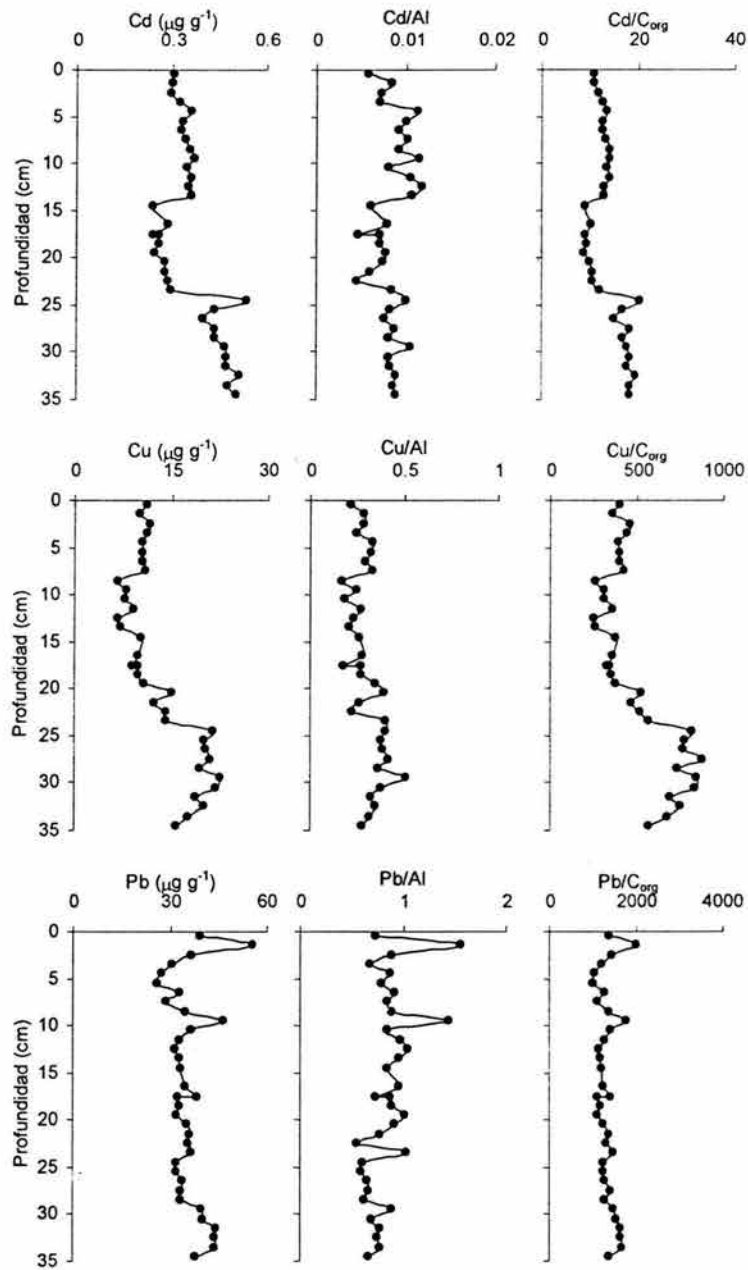 Cd (μg g⁻¹) Cd/Al Cd/Corg
0 0.3 0.6 0 0.01 0.02 0 20 40
0
5
10
15
20
25
30
35
Profundidad (cm)
Cu (μg g⁻¹) Cu/Al Cu/Corg
0 15 30 0 0.5 1 0 500 1000
0
5
10
15
20
25
30
35
Profundidad (cm)
Pb (μg g⁻¹) Pb/Al Pb/Corg
0 30 60 0 1 2 0 2000 4000
0
5
10
15
20
25
30
35
Profundidad (cm)